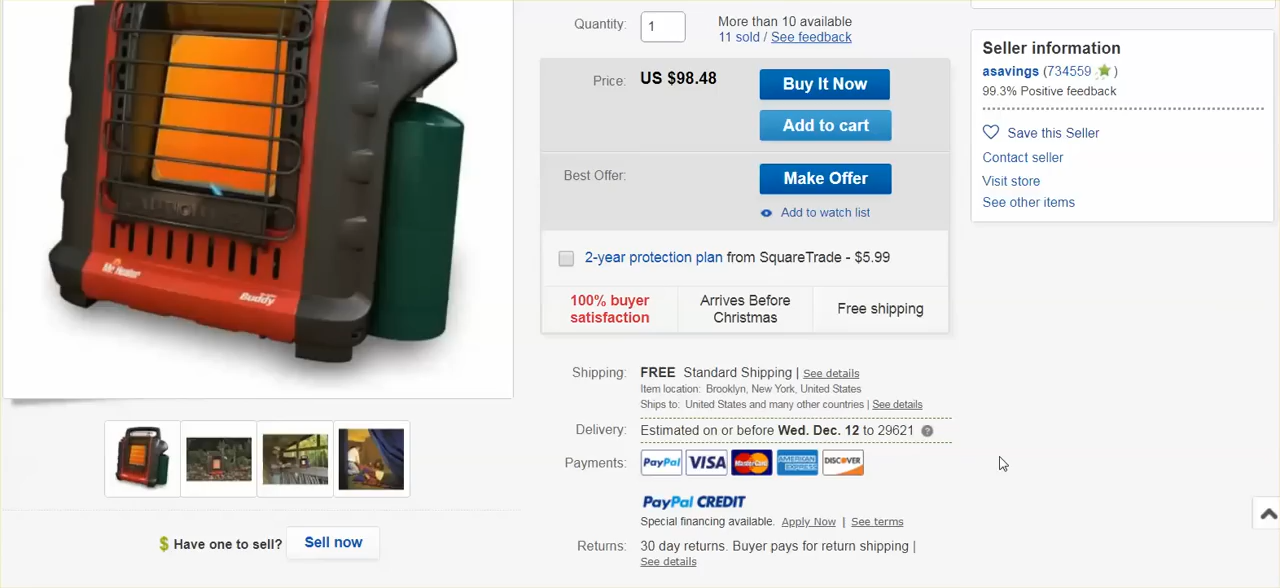 Quantity: 1 More than 10 available
11 sold / See feedback
Price: US $98.48 Buy It Now
Add to cart
Best Offer: Make Offer
Add to watch list
2-year protection plan from SquareTrade - $5.99
100% buyer satisfaction
Arrives Before Christmas
Free shipping
Shipping: FREE Standard Shipping | See details
Item location: Brooklyn, New York, United States
Ships to: United States and many other countries | See details
Delivery: Estimated on or before Wed. Dec. 12 to 29621 ?
Payments: PayPal VISA MasterCard AMERICAN EXPRESS DISCOVER
PayPal CREDIT
Special financing available. Apply Now | See terms
Returns: 30 day returns. Buyer pays for return shipping |
See details
Seller information
asavings (734559 )
99.3% Positive feedback
Save this Seller
Contact seller
Visit store
See other items
Mr. Heater
Buddy
$ Have one to sell? Sell now